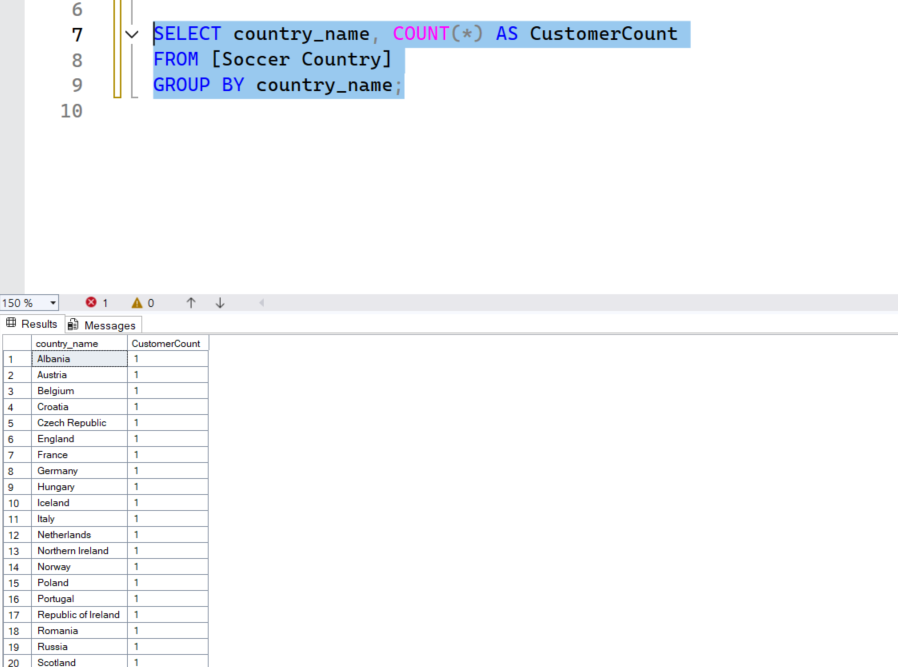 6
7 SELECT country_name, COUNT(*) AS CustomerCount
8 FROM [Soccer Country]
9 GROUP BY country_name;
10
150 % 1 0
Results Messages
country_name CustomerCount
1 Albania 1
2 Austria 1
3 Belgium 1
4 Croatia 1
5 Czech Republic 1
6 England 1
7 France 1
8 Germany 1
9 Hungary 1
10 Iceland 1
11 Italy 1
12 Netherlands 1
13 Northern Ireland 1
14 Norway 1
15 Poland 1
16 Portugal 1
17 Republic of Ireland 1
18 Romania 1
19 Russia 1
20 Scotland 1